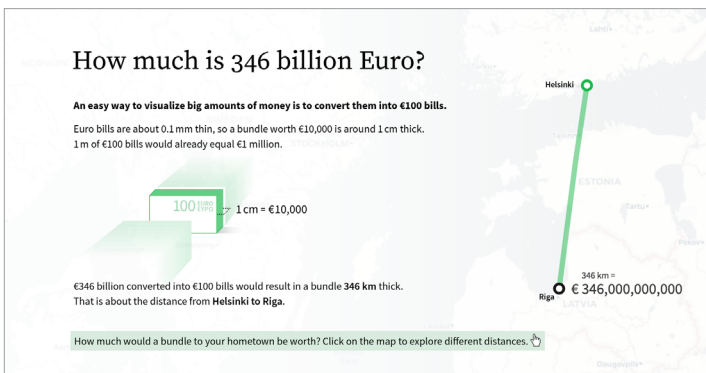 How much is 346 billion Euro?
An easy way to visualize big amounts of money is to convert them into €100 bills.
Euro bills are about 0.1 mm thin, so a bundle worth €10,000 is around 1 cm thick.
1 m of €100 bills would already equal €1 million.
100 EURO
ΕΥΡΩ
1 cm = €10,000
€346 billion converted into €100 bills would result in a bundle 346 km thick.
That is about the distance from Helsinki to Riga.
How much would a bundle to your hometown be worth? Click on the map to explore different distances.
Lahti
Helsinki
STOCKHOLM
ESTONIA
Tartu
Pskov
346 km =
€ 346,000,000,000
Riga
LATVIA
Daugavpils